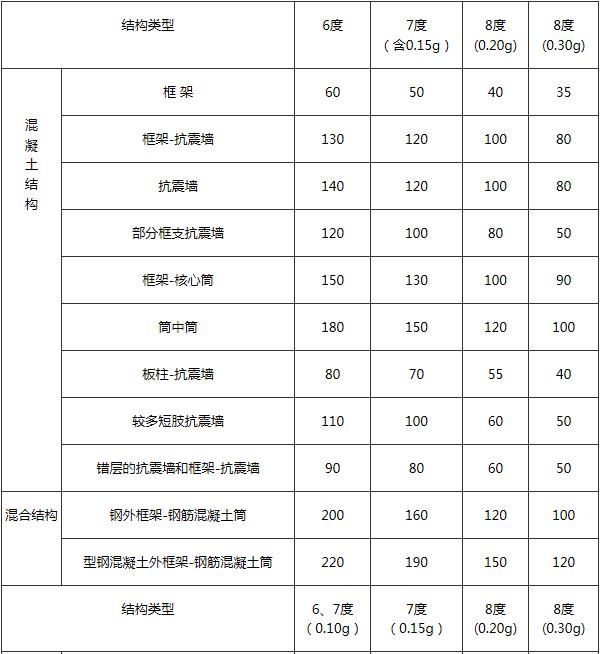 结构类型 6度 7度 8度 8度
（含0.15g） (0.20g) (0.30g)
混凝土结构
框 架 60 50 40 35
框架-抗震墙 130 120 100 80
抗震墙 140 120 100 80
部分框支抗震墙 120 100 80 50
框架-核心筒 150 130 100 90
筒中筒 180 150 120 100
板柱-抗震墙 80 70 55 40
较多短肢抗震墙 110 100 60 50
错层的抗震墙和框架-抗震墙 90 80 60 50
混合结构 钢外框架-钢筋混凝土筒 200 160 120 100
型钢混凝土外框架-钢筋混凝土筒 220 190 150 120
结构类型 6、7度 7度 8度 8度
（0.10g） （0.15g） (0.20g) (0.30g)